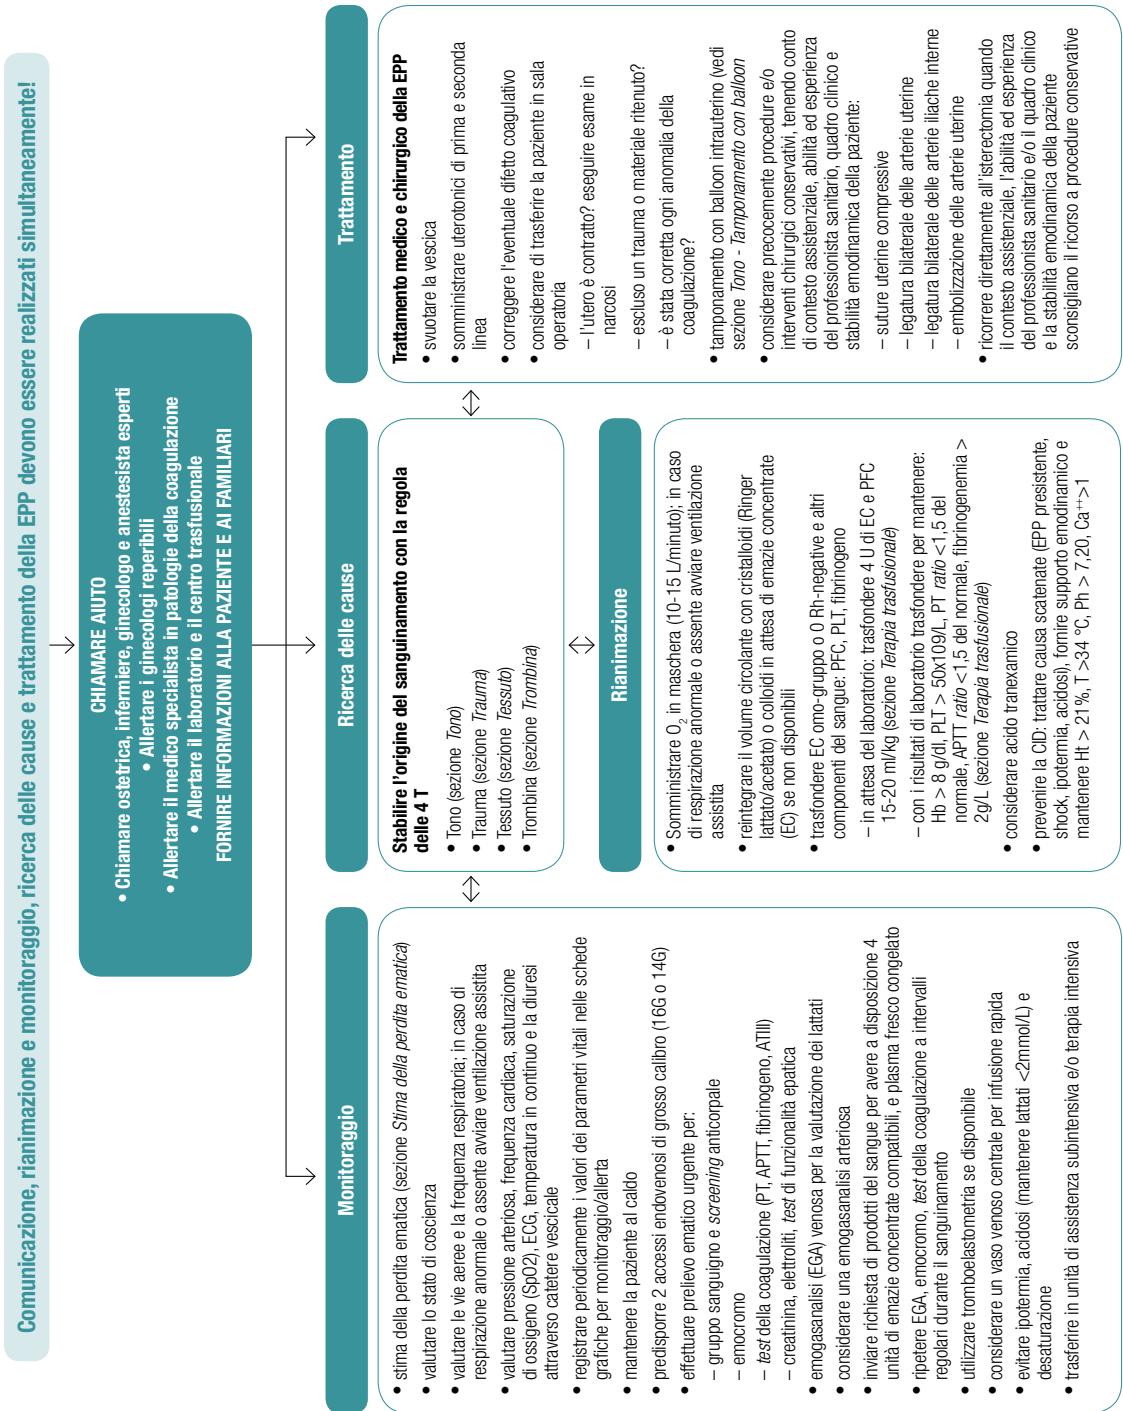 Comunicazione, rianimazione e monitoraggio, ricerca delle cause e trattamento della EPP devono essere realizzati simultaneamente!
CHIAMARE AIUTO
• Chiamare ostetrica, infermiere, ginecologo e anestesista esperti
• Allertare i ginecologi reperibili
• Allertare il medico specialista in patologie della coagulazione
• Allertare il laboratorio e il centro trasfusionale
FORNIRE INFORMAZIONI ALLA PAZIENTE E AI FAMILIARI
Monitoraggio
• stima della perdita ematica (sezione Stima della perdita ematica)
• valutare lo stato di coscienza
• valutare le vie aeree e la frequenza respiratoria; in caso di
respirazione anormale o assente avviare ventilazione assistita
• valutare pressione arteriosa, frequenza cardiaca, saturazione
di ossigeno (SpO2), ECG, temperatura in continuo e la diuresi
attraverso catetere vescicale
• registrare periodicamente i valori dei parametri vitali nelle schede
grafiche per monitoraggio/allerta
• mantenere la paziente al caldo
• predisporre 2 accessi endovenosi di grosso calibro (16G o 14G)
• effettuare prelievo ematico urgente per:
– gruppo sanguigno e screening anticorpale
– emocromo
– test della coagulazione (PT, APTT, fibrinogeno, ATIII)
– creatinina, elettroliti, test di funzionalità epatica
• emogasanalisi (EGA) venosa per la valutazione dei lattati
• considerare una emogasanalisi arteriosa
• inviare richiesta di prodotti del sangue per avere a disposizione 4
unità di emazie concentrate compatibili, e plasma fresco congelato
• ripetere EGA, emocromo, test della coagulazione a intervalli
regolari durante il sanguinamento
• utilizzare tromboelastometria se disponibile
• considerare un vaso venoso centrale per infusione rapida
• evitare ipotermia, acidosi (mantenere lattati <2mmol/L) e
desaturazione
• trasferire in unità di assistenza subintensiva e/o terapia intensiva
Ricerca delle cause
Stabilire l'origine del sanguinamento con la regola
delle 4 T
• Tono (sezione Tono)
• Trauma (sezione Trauma)
• Tessuto (sezione Tessuto)
• Trombina (sezione Trombina)
Rianimazione
• Somministrare O2 in maschera (10-15 L/minuto); in caso
di respirazione anormale o assente avviare ventilazione
assistita
• reintegrare il volume circolante con cristalloidi (Ringer
lattato/acetato) o colloidi in attesa di emazie concentrate
(EC) se non disponibili
• trasfondere EC omo-gruppo o 0 Rh-negative e altri
componenti del sangue: PFC, PLT, fibrinogeno
– in attesa del laboratorio: trasfondere 4 U di EC e PFC
15-20 ml/kg (sezione Terapia trasfusionale)
– con i risultati di laboratorio trasfondere per mantenere:
Hb > 8 g/dl, PLT > 50x109/L, PT ratio <1,5 del
normale, APTT ratio <1,5 del normale, fibrinogenemia >
2g/L (sezione Terapia trasfusionale)
• considerare acido tranexamico
• prevenire la CID: trattare causa scatenate (EPP presistente,
shock, ipotermia, acidosi), fornire supporto emodinamico e
mantenere Ht > 21%, T >34 °C, Ph > 7,20, Ca++>1
Trattamento
Trattamento medico e chirurgico della EPP
• svuotare la vescica
• somministrare uterotonici di prima e seconda
linea
• correggere l'eventuale difetto coagulativo
• considerare di trasferire la paziente in sala
operatoria
– l'utero è contratto? eseguire esame in
narcosi
– escluso un trauma o materiale ritenuto?
– è stata corretta ogni anomalia della
coagulazione?
• tamponamento con balloon intrauterino (vedi
sezione Tono - Tamponamento con balloon
• considerare precocemente procedure e/o
interventi chirurgici conservativi, tenendo conto
di contesto assistenziale, abilità ed esperienza
del professionista sanitario, quadro clinico e
stabilità emodinamica della paziente:
– suture uterine compressive
– legatura bilaterale delle arterie uterine
– legatura bilaterale delle arterie iliache interne
– embolizzazione delle arterie uterine
• ricorrere direttamente all'isterectomia quando
il contesto assistenziale, l'abilità ed esperienza
del professionista sanitario e/o il quadro clinico
e la stabilità emodinamica della paziente
sconsigliano il ricorso a procedure conservative